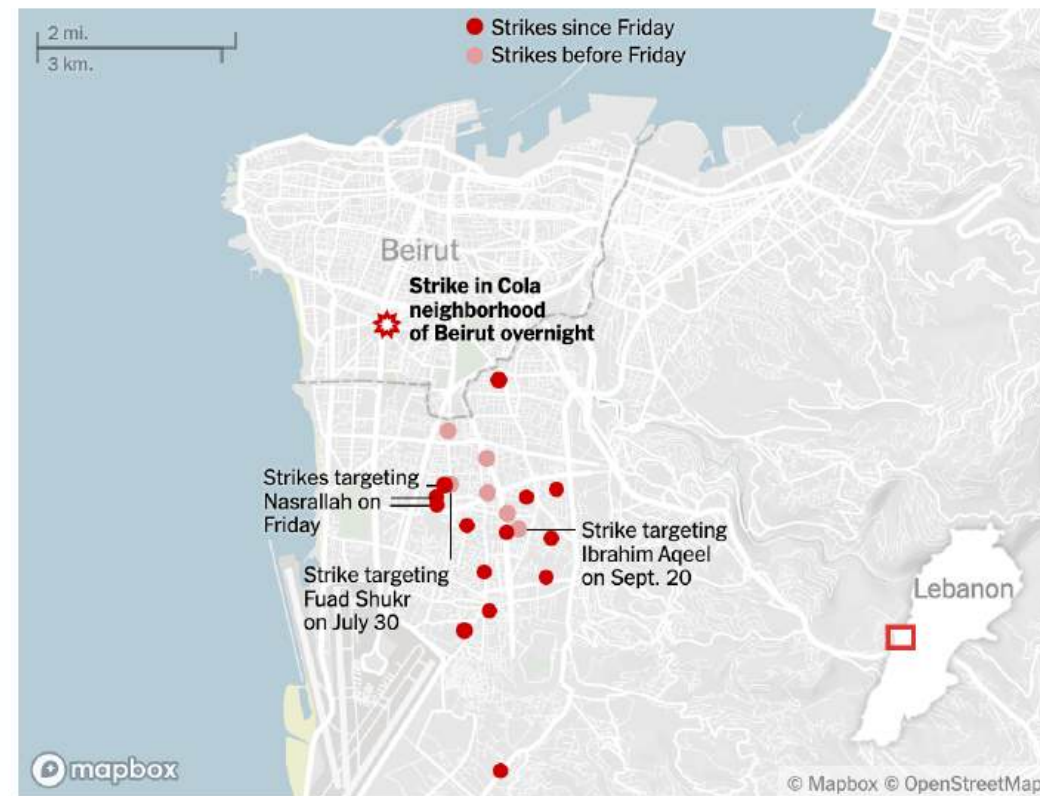 2 mi.
3 km.
Strikes since Friday
Strikes before Friday
Beirut
Strike in Cola
neighborhood
of Beirut overnight
Strikes targeting
Nasrallah on
Friday
Strike targeting
Fuad Shukr
on July 30
Strike targeting
Ibrahim Aqeel
on Sept. 20
Lebanon
mapbox
© Mapbox © OpenStreetMap